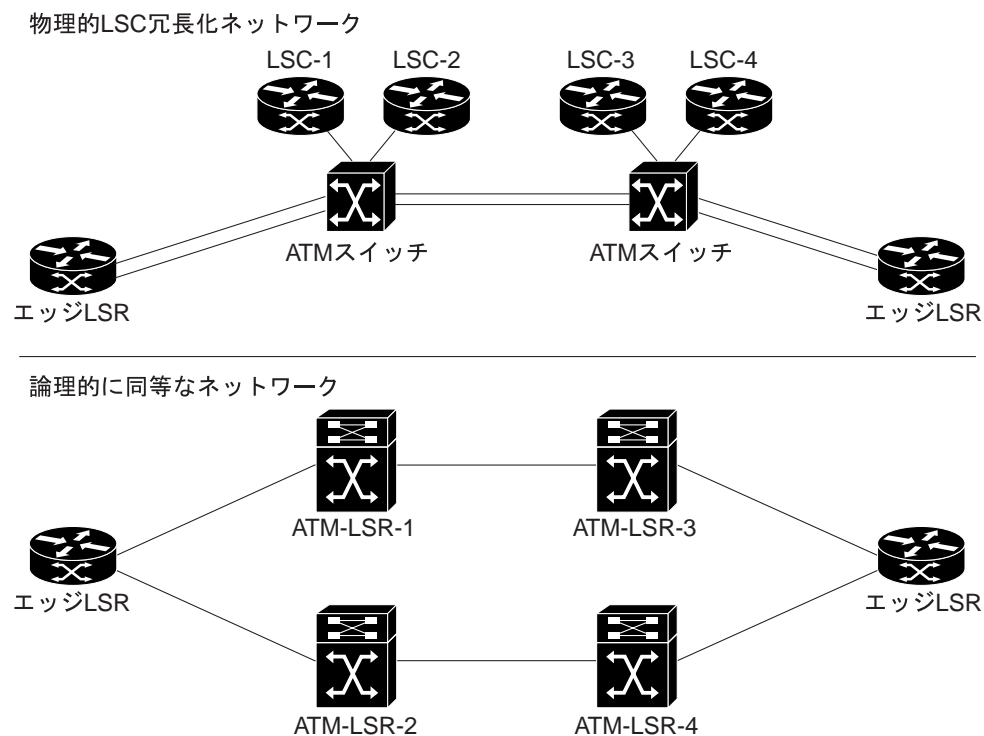 物理的LSC冗長化ネットワーク
LSC-1
LSC-2
LSC-3
LSC-4
ATMスイッチ
ATMスイッチ
エッジLSR
エッジLSR
論理的に同等なネットワーク
ATM-LSR-1
ATM-LSR-3
エッジLSR
エッジLSR
ATM-LSR-2
ATM-LSR-4